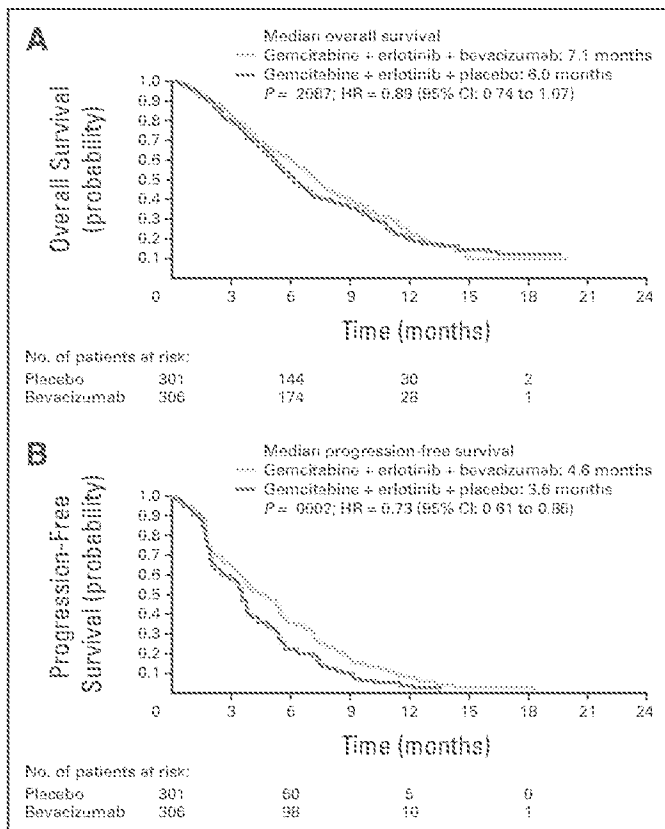 A
Median overall survival
Gemcitabine + erlotinib + bevacizumab: 7.1 months
Gemcitabine + erlotinib + placebo: 6.0 months
P = .2087; HR = 0.89 (95% CI: 0.74 to 1.07)
Overall Survival
(probability)
1.0
0.9
0.8
0.7
0.6
0.5
0.4
0.3
0.2
0.1
0 3 6 9 12 15 18 21 24
Time (months)
No. of patients at risk:
Placebo 301 144 30 2
Bevacizumab 306 174 28 1
B
Median progression-free survival
Gemcitabine + erlotinib + bevacizumab: 4.6 months
Gemcitabine + erlotinib + placebo: 3.6 months
P = .0002; HR = 0.73 (95% CI: 0.61 to 0.86)
Progression-Free
Survival (probability)
1.0
0.9
0.8
0.7
0.6
0.5
0.4
0.3
0.2
0.1
0 3 6 9 12 15 18 21 24
Time (months)
No. of patients at risk:
Placebo 301 60 5 0
Bevacizumab 306 98 10 1